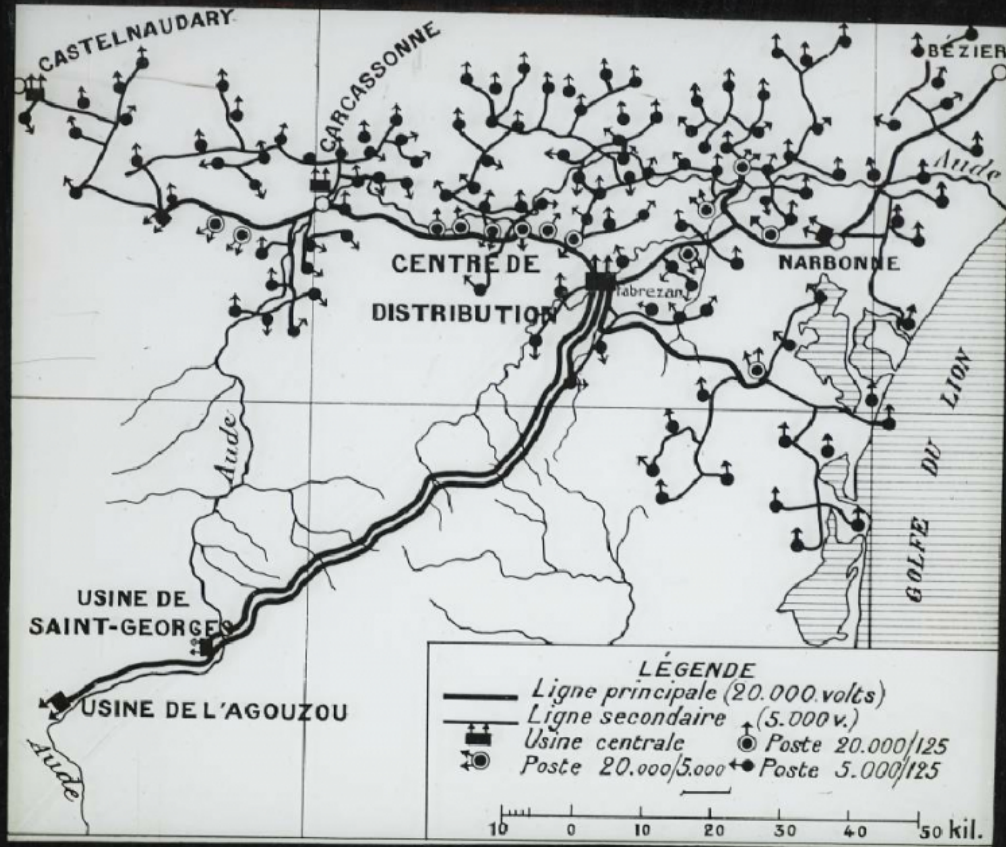 CASTELNAUDARY
CARCASSONNE
BÉZIER
Aude
CENTRE DE
DISTRIBUTION
fabrezan
NARBONNE
GOLFE DU LION
Aude
USINE DE
SAINT-GEORGES
USINE DE L'AGOUZOU
Aude
LÉGENDE
Ligne principale (20.000 volts)
Ligne secondaire (5.000 v.)
Usine centrale
Poste 20.000/125
Poste 20.000/5.000
Poste 5.000/125
10 0 10 20 30 40 50 kil.